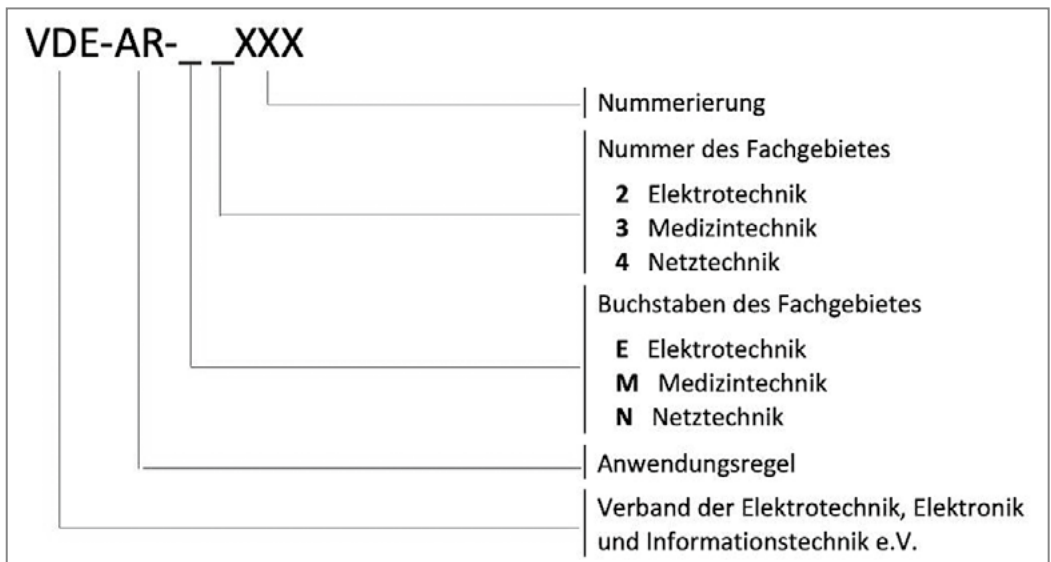 VDE-AR-_ _XXX
Nummerierung
Nummer des Fachgebietes
2 Elektrotechnik
3 Medizintechnik
4 Netztechnik
Buchstaben des Fachgebietes
E Elektrotechnik
M Medizintechnik
N Netztechnik
Anwendungsregel
Verband der Elektrotechnik, Elektronik
und Informationstechnik e.V.